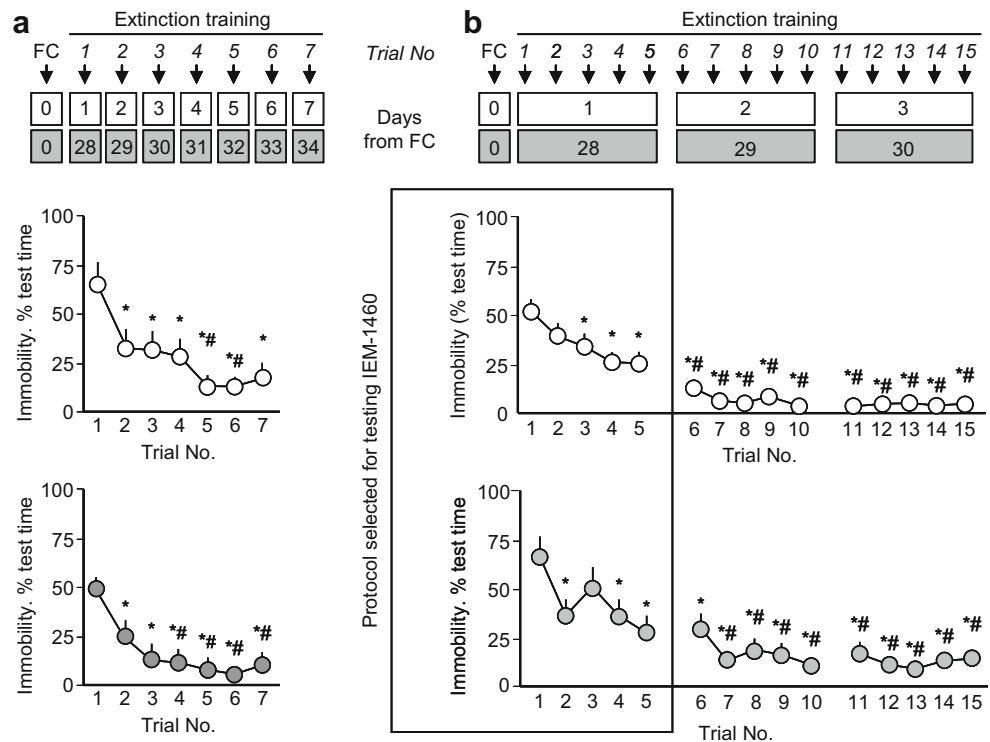 a
Extinction training
FC 1 2 3 4 5 6 7
0 1 2 3 4 5 6 7
0 28 29 30 31 32 33 34
Trial No
Days
from FC
b
Extinction training
FC 1 2 3 4 5 6 7 8 9 10 11 12 13 14 15
0 1 2 3
0 28 29 30
Immobility. % test time
100
75
50
25
0
* * * *# *# *
1 2 3 4 5 6 7
Trial No.
Immobility. % test time
100
75
50
25
0
* * *# *# *# *#
1 2 3 4 5 6 7
Trial No.
Protocol selected for testing IEM-1460
Immobility (% test time)
100
75
50
25
0
* * * *# *# *# *# *# *# *# *# *# *#
1 2 3 4 5 6 7 8 9 10 11 12 13 14 15
Trial No.
Immobility. % test time
100
75
50
25
0
* * * * *# *# *# *# *# *# *# *# *#
1 2 3 4 5 6 7 8 9 10 11 12 13 14 15
Trial No.